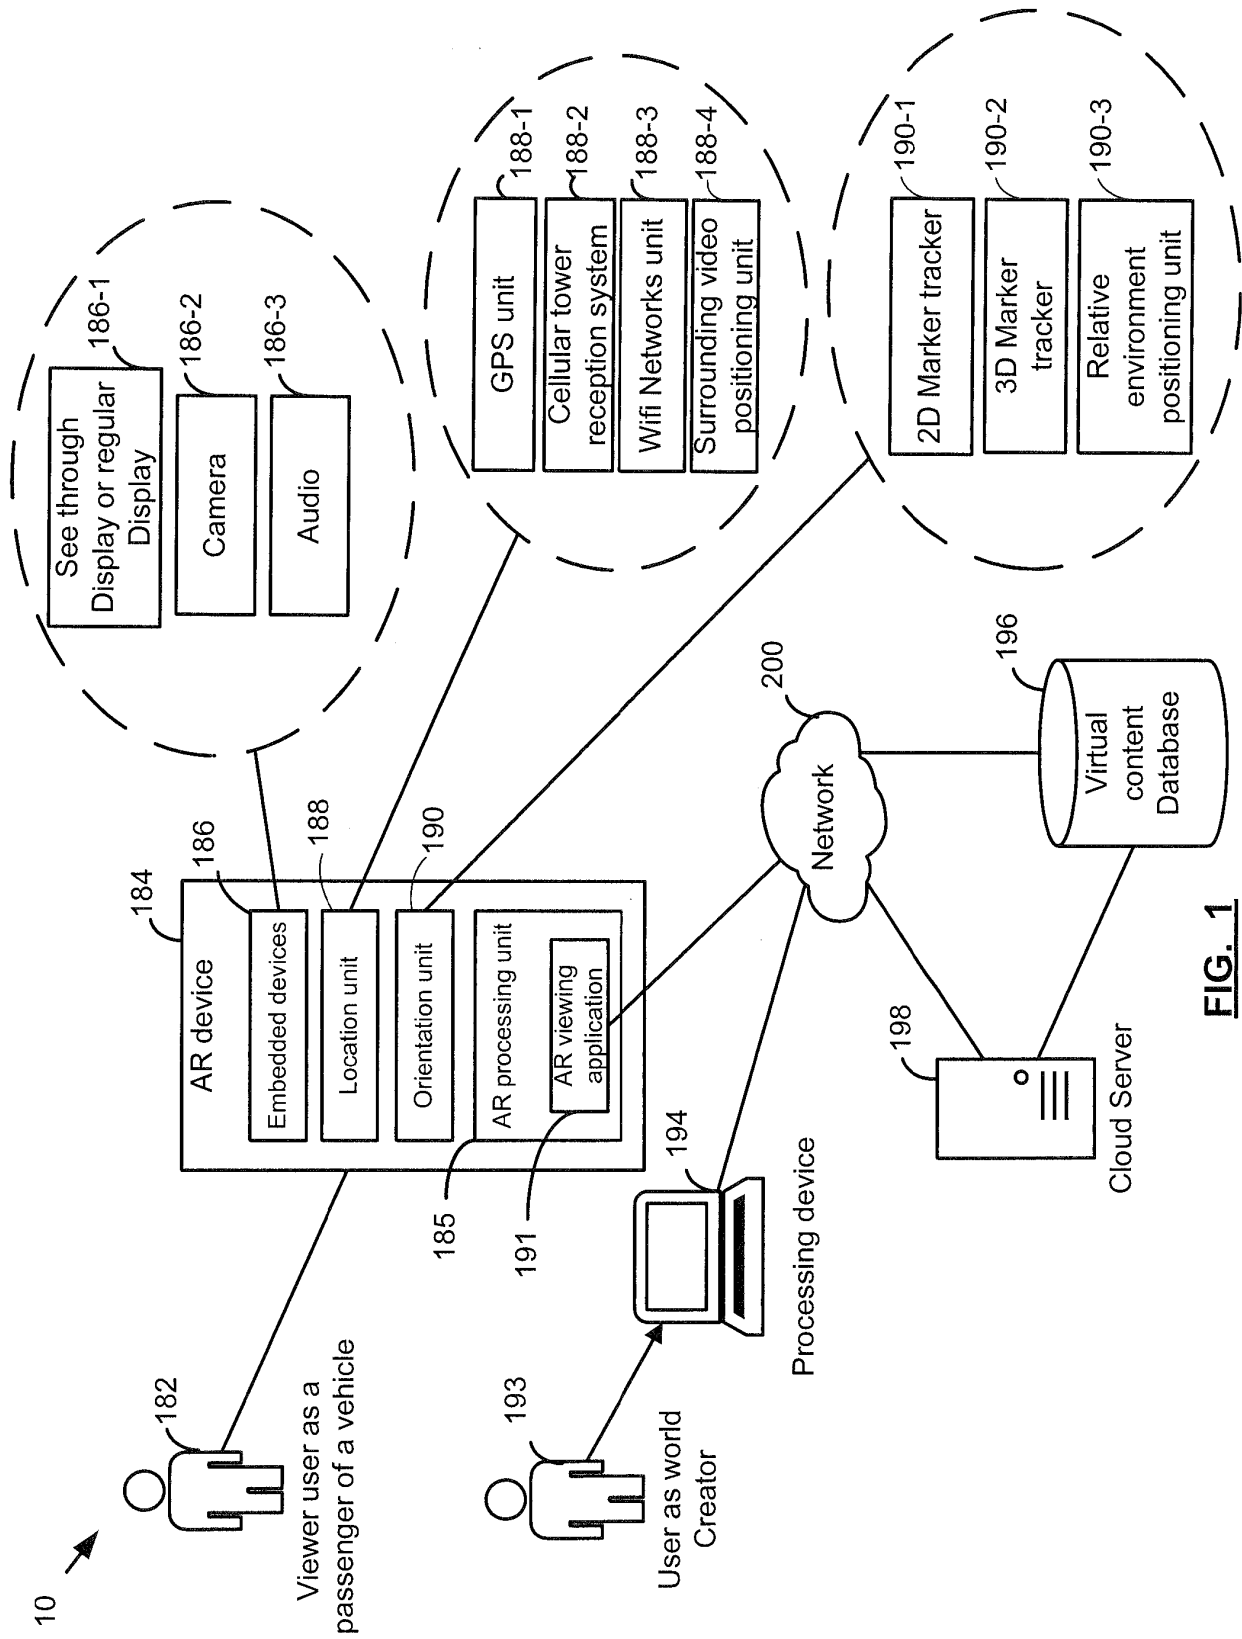 10
182
Viewer user as a
passenger of a vehicle
184
AR device
186
Embedded devices
188
Location unit
190
Orientation unit
AR processing unit
AR viewing
application
185
191
See through
Display or regular
Display
186-1
Camera
186-2
Audio
186-3
GPS unit
188-1
Cellular tower
reception system
188-2
Wifi Networks unit
188-3
Surrounding video
positioning unit
188-4
2D Marker tracker
190-1
3D Marker
tracker
190-2
Relative
environment
positioning unit
190-3
193
User as world
Creator
194
Processing device
Network
200
198
Cloud Server
196
Virtual
content
Database
FIG. 1